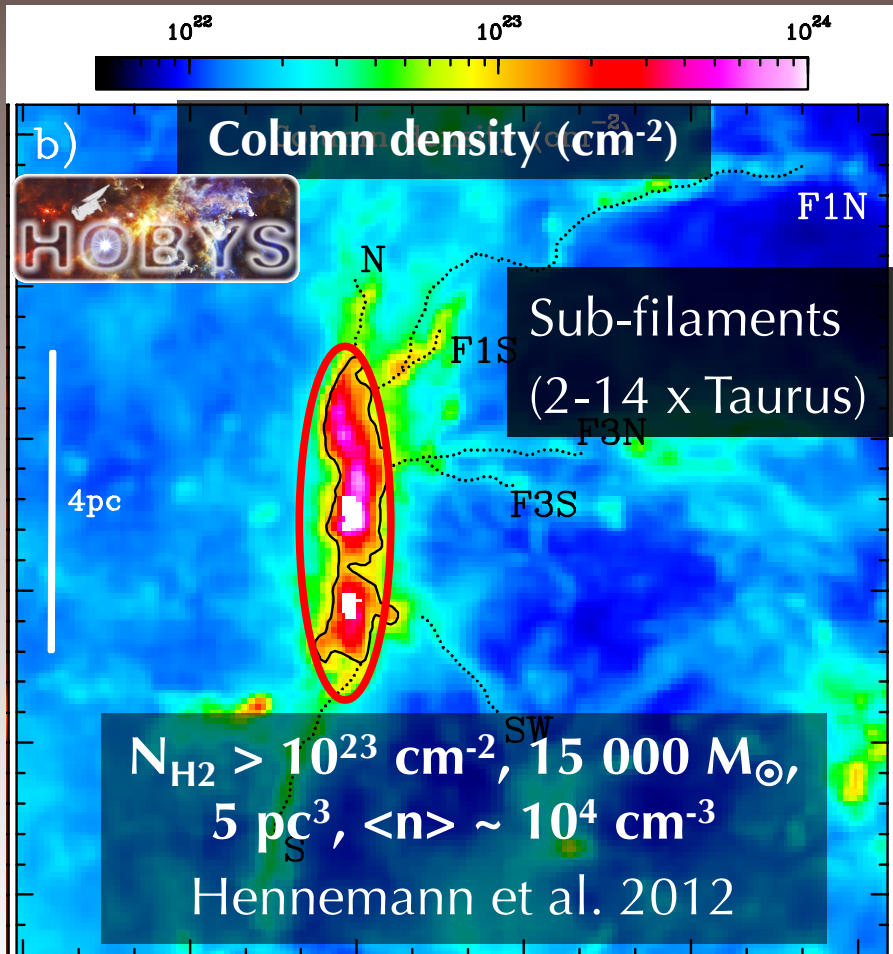 10²² 10²³ 10²⁴
Column density (cm⁻²)
b)
HOBYS
F1N
N
Sub-filaments
(2-14 x Taurus)
F1S
F3N
F3S
4pc
SW
N_H2 > 10²³ cm⁻², 15 000 M☉,
5 pc³, <n> ~ 10⁴ cm⁻³
S
Hennemann et al. 2012